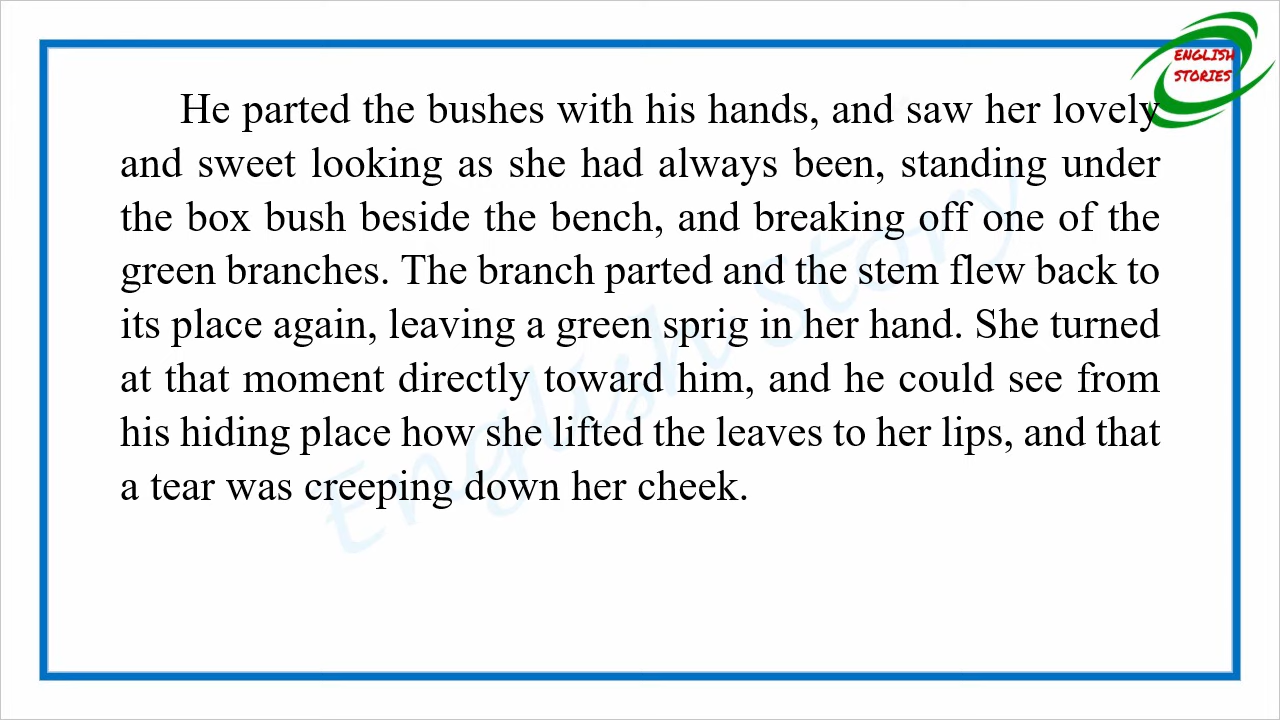 ENGLISH
STORIES
He parted the bushes with his hands, and saw her lovely
and sweet looking as she had always been, standing under
the box bush beside the bench, and breaking off one of the
green branches. The branch parted and the stem flew back to
its place again, leaving a green sprig in her hand. She turned
at that moment directly toward him, and he could see from
his hiding place how she lifted the leaves to her lips, and that
a tear was creeping down her cheek.
English Story